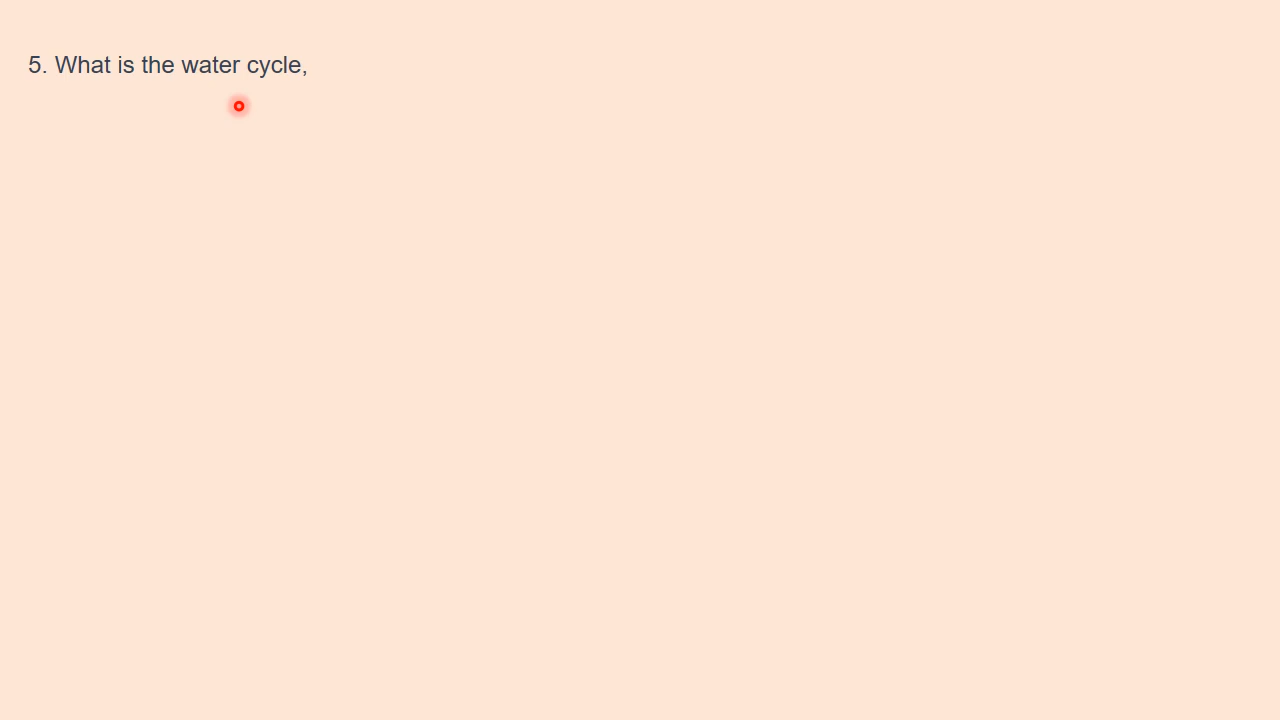 5. What is the water cycle,